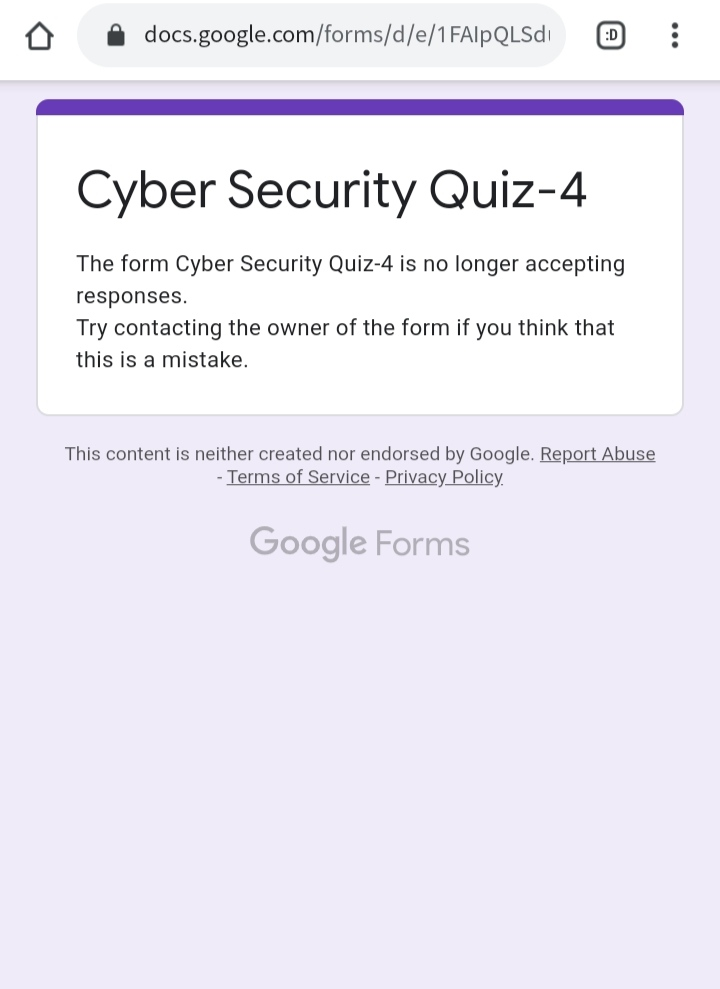 docs.google.com/forms/d/e/1FAIpQLSd
:D
Cyber Security Quiz-4
The form Cyber Security Quiz-4 is no longer accepting
responses.
Try contacting the owner of the form if you think that
this is a mistake.
This content is neither created nor endorsed by Google. Report Abuse
- Terms of Service - Privacy Policy
Google Forms